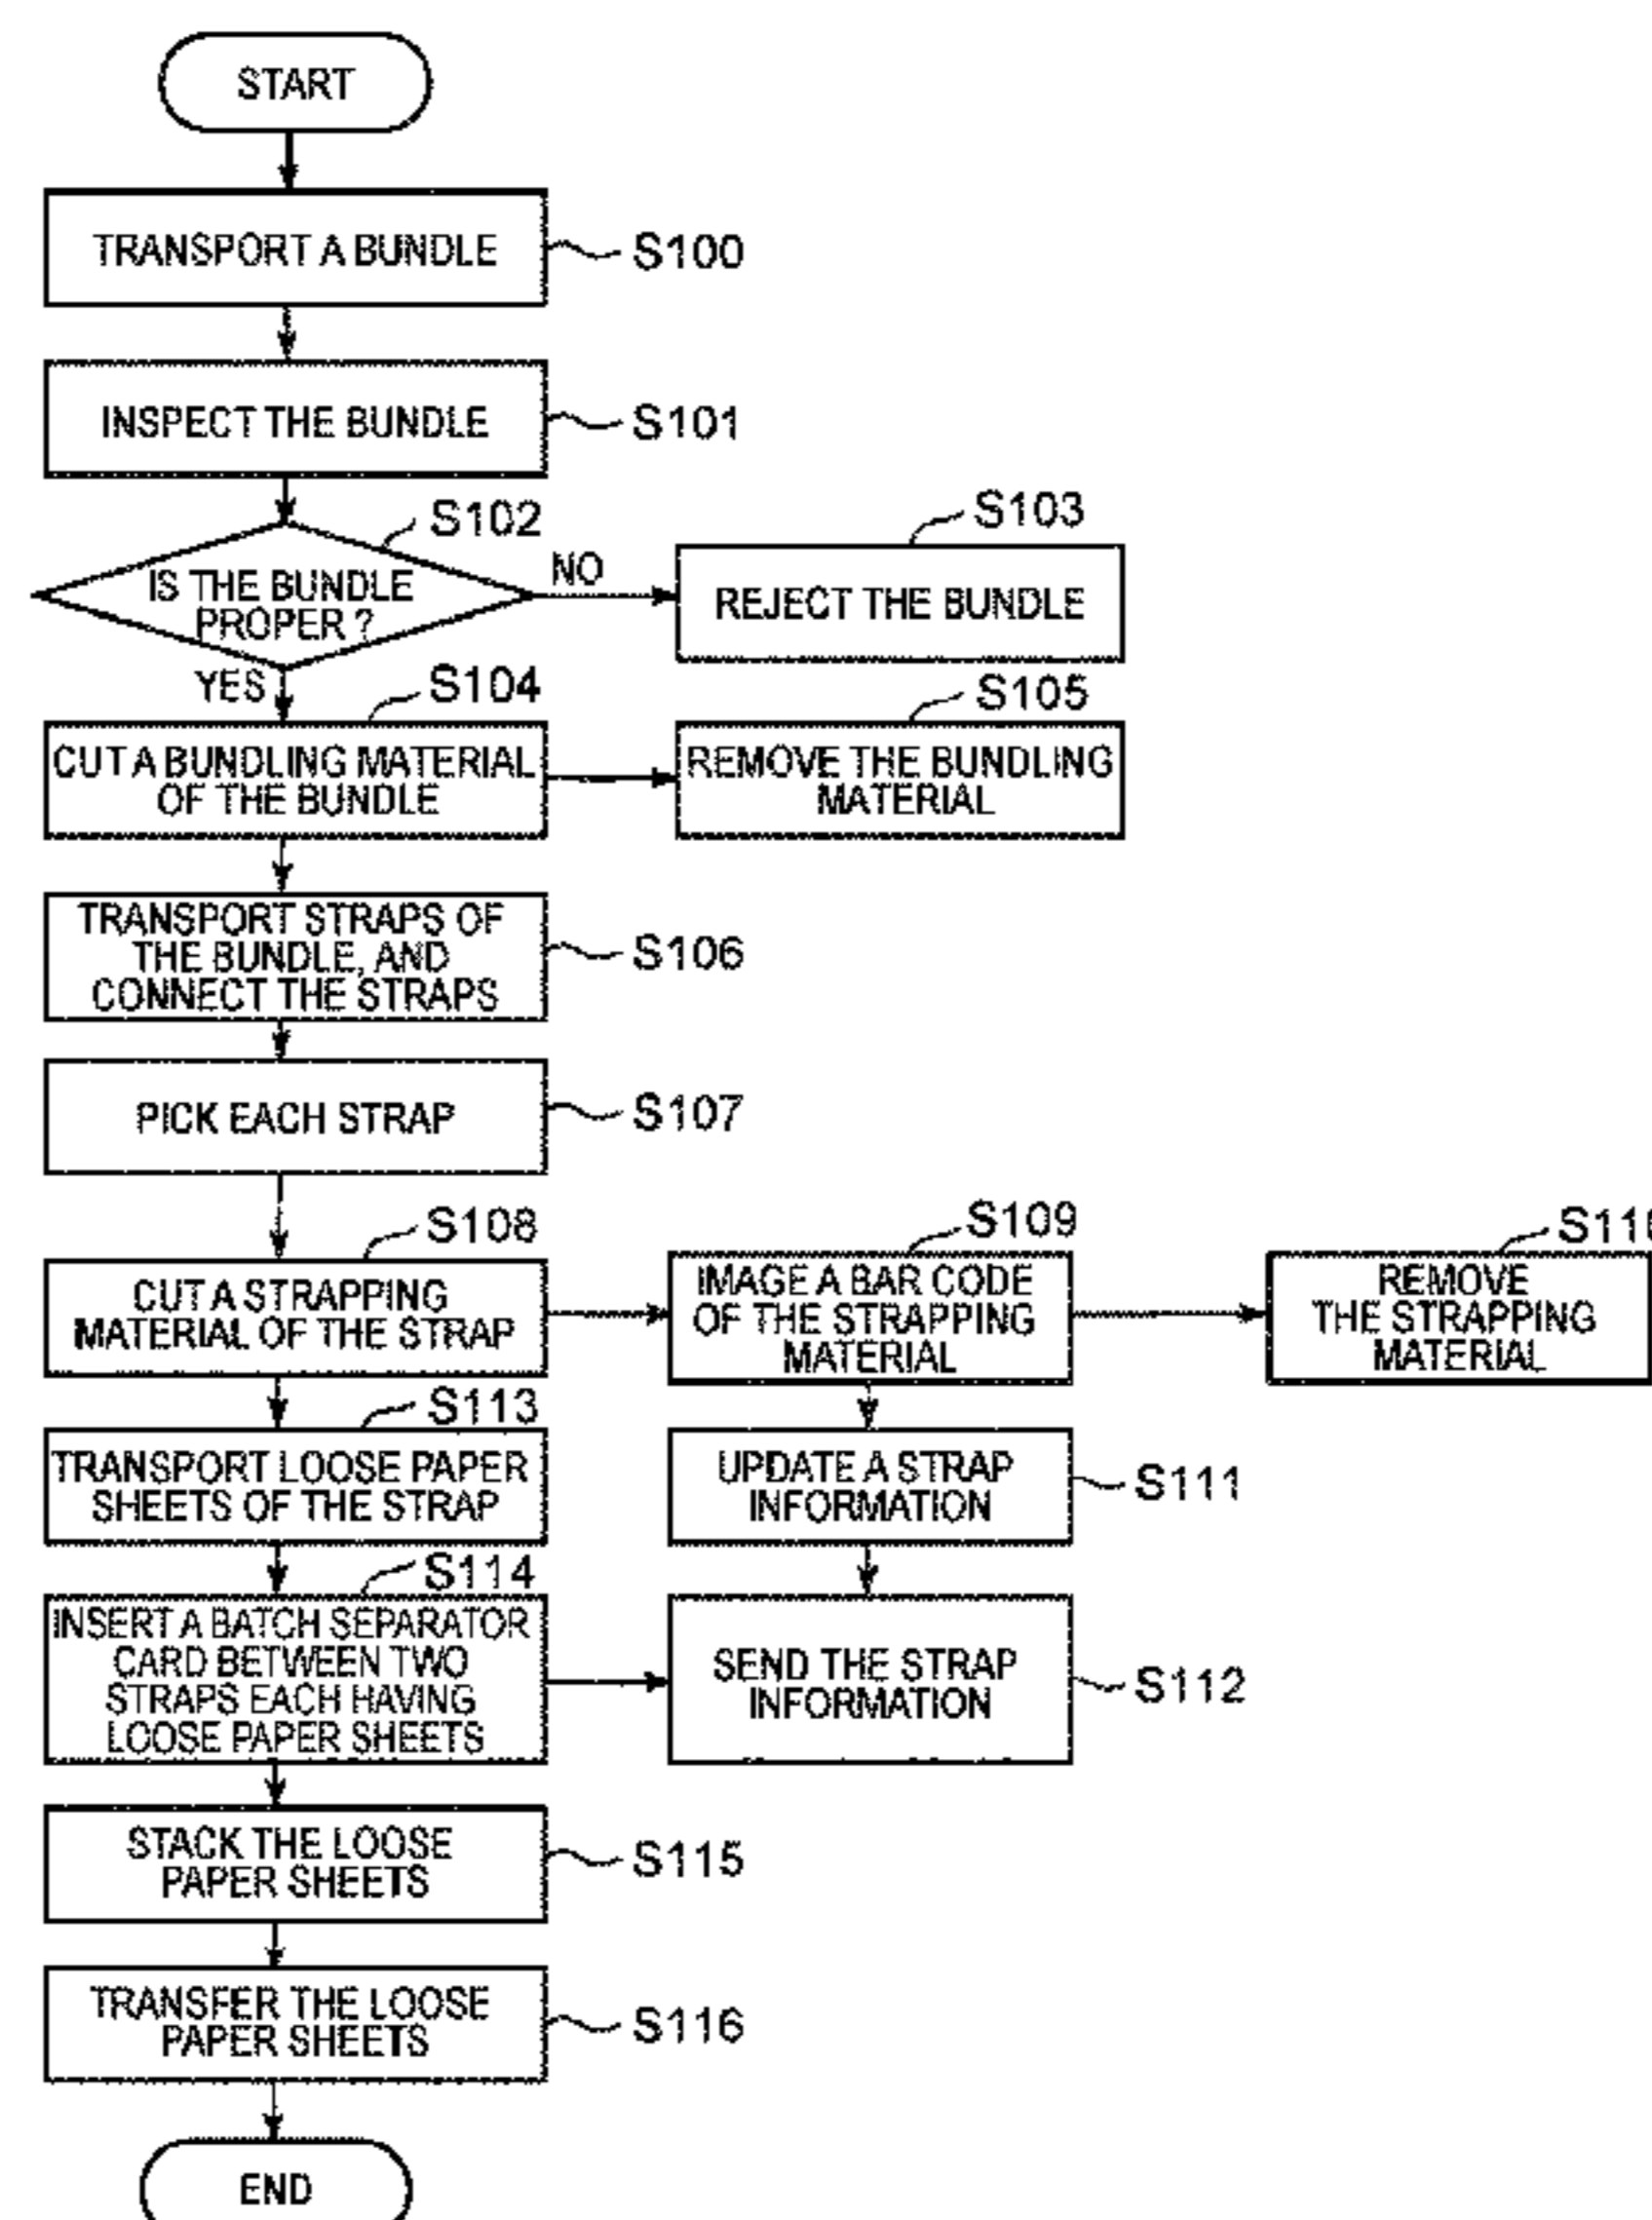 START
TRANSPORT A BUNDLE
S100
INSPECT THE BUNDLE
S101
S102
IS THE BUNDLE
PROPER ?
NO
S103
REJECT THE BUNDLE
YES
S104
CUT A BUNDLING MATERIAL
OF THE BUNDLE
S105
REMOVE THE BUNDLING
MATERIAL
TRANSPORT STRAPS OF
THE BUNDLE, AND
CONNECT THE STRAPS
S106
PICK EACH STRAP
S107
S108
CUT A STRAPPING
MATERIAL OF THE STRAP
S109
IMAGE A BAR CODE
OF THE STRAPPING
MATERIAL
S110
REMOVE
THE STRAPPING
MATERIAL
S113
TRANSPORT LOOSE PAPER
SHEETS OF THE STRAP
UPDATE A STRAP
INFORMATION
S111
S114
INSERT A BATCH SEPARATOR
CARD BETWEEN TWO
STRAPS EACH HAVING
LOOSE PAPER SHEETS
SEND THE STRAP
INFORMATION
S112
STACK THE LOOSE
PAPER SHEETS
S115
TRANSFER THE LOOSE
PAPER SHEETS
S116
END